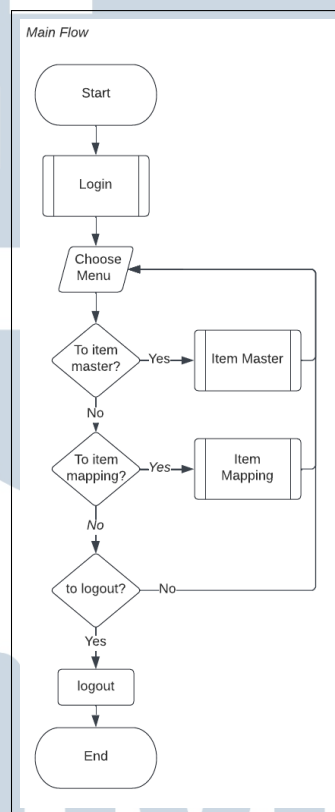 Main Flow
Start
Login
Choose
Menu
To item
master?
Yes
Item Master
No
To item
mapping?
Yes
Item
Mapping
No
to logout?
No
Yes
logout
End